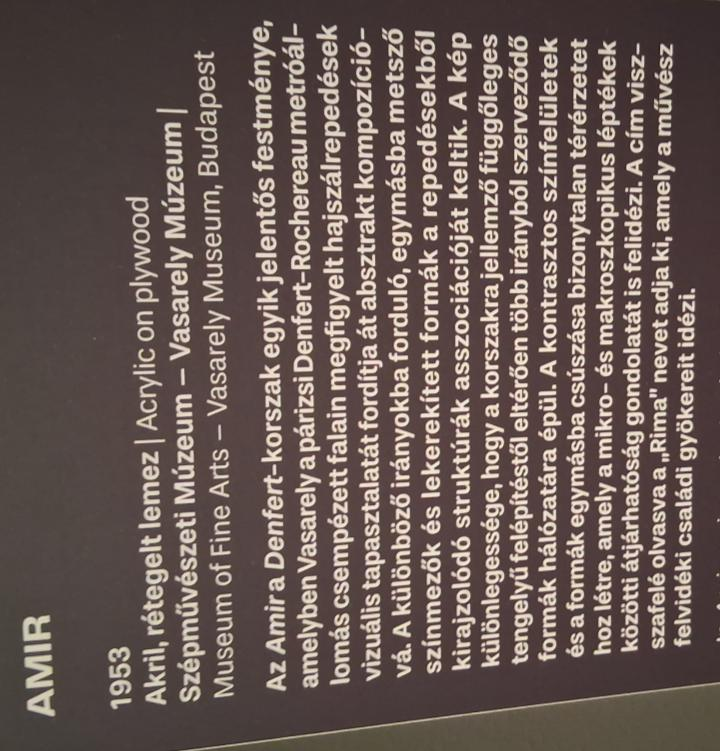 AMIR
1953
Akril, rétegelt lemez | Acrylic on plywood
Szépművészeti Múzeum – Vasarely Múzeum |
Museum of Fine Arts – Vasarely Museum, Budapest
Az Amir a Denfert-korszak egyik jelentős festménye,
amelyben Vasarely a párizsi Denfert-Rochereau metróál-
lomás csempézett falain megfigyelt hajszálrepedések
vizuális tapasztalatát fordítja át absztrakt kompozíció-
vá. A különböző irányokba forduló, egymásba metsző
színmezők és lekerekített formák a repedésekből
kirajzolódó struktúrák asszociációját keltik. A kép
különlegessége, hogy a korszakra jellemző függőleges
tengelyű felépítéstől eltérően több irányból szerveződő
formák hálózatára épül. A kontrasztos színfelületek
és a formák egymásba csúszása bizonytalan térérzetet
hoz létre, amely a mikro- és makroszkopikus léptékek
közötti átjárhatóság gondolatát is felidézi. A cím visz-
szafelé olvasva a „Rima" nevet adja ki, amely a művész
felvidéki családi gyökereit idézi.